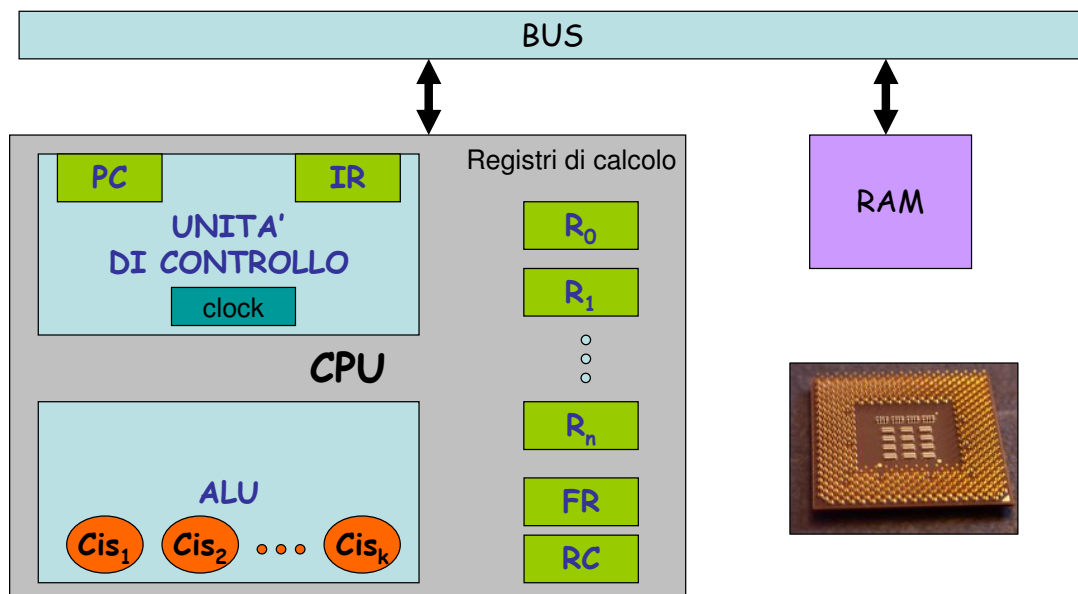 BUS
PC
IR
Registri di calcolo
UNITA'
DI CONTROLLO
clock
R₀
R₁
RAM
CPU
Rₙ
ALU
FR
Cis₁ Cis₂ ... Cisₖ
RC